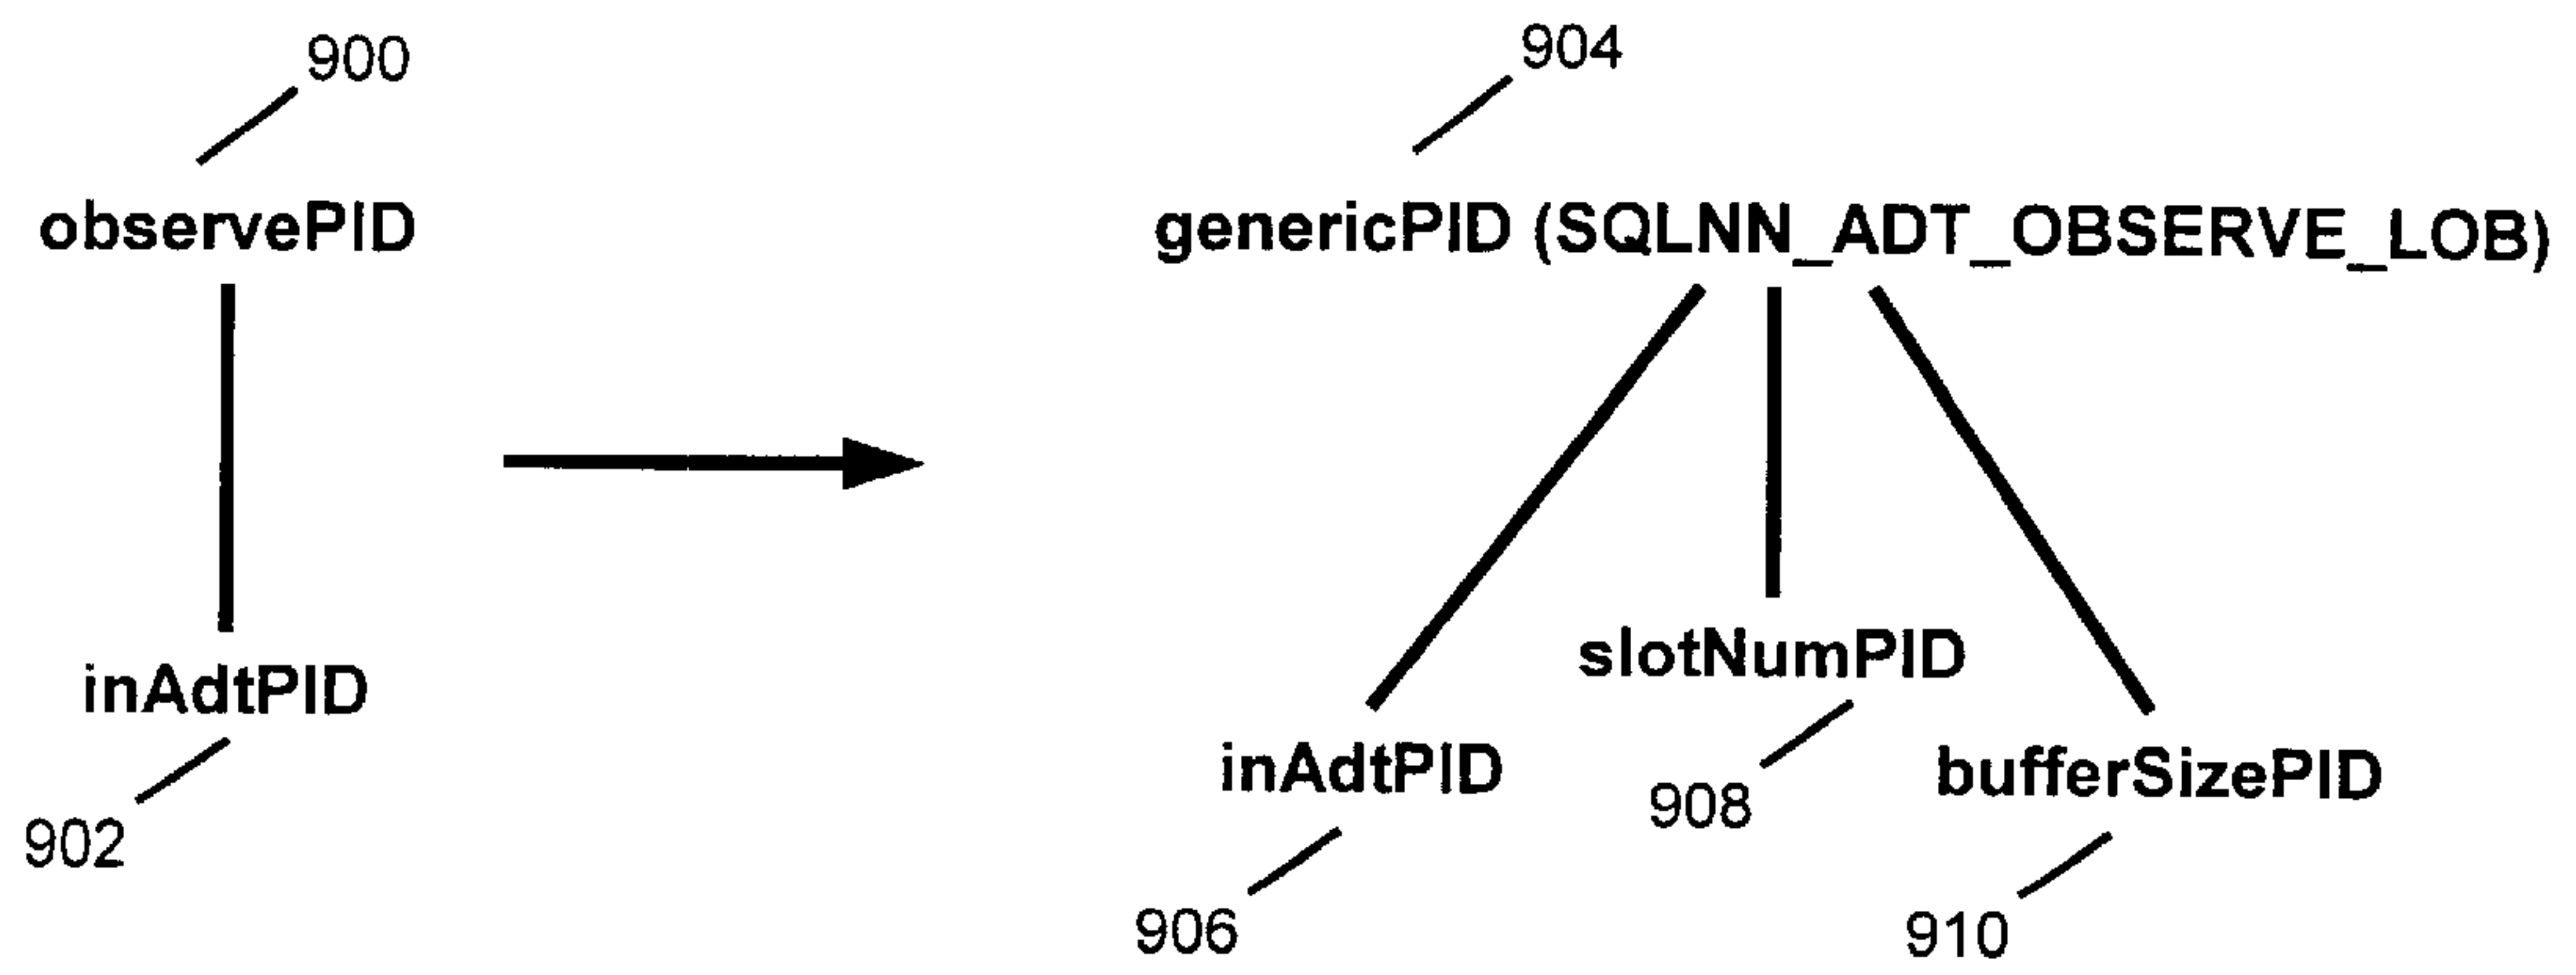 900
904
observePID
genericPID (SQLNN_ADT_OBSERVE_LOB)
inAdtPID
slotNumPID
inAdtPID
bufferSizePID
902
908
906
910